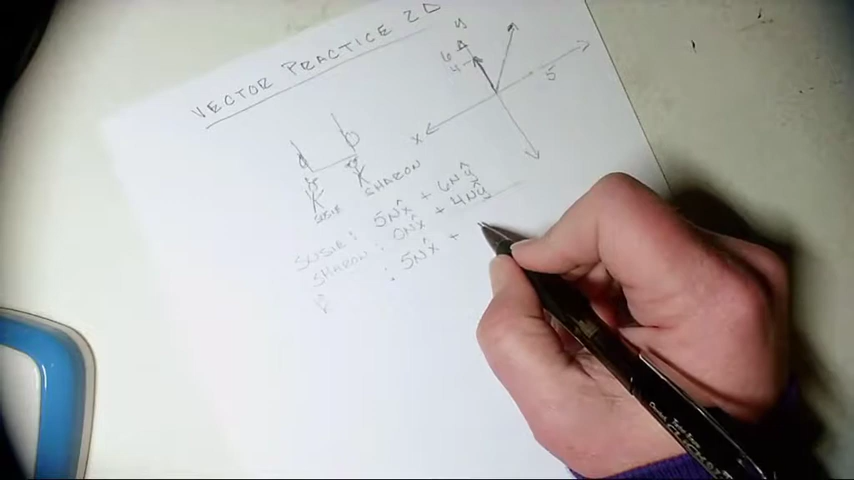 VECTOR PRACTICE 2D
y
6
4
5
x
SUSIE
SHARON
SUSIE: 5Nx̂ + 6Nŷ
SHARON: 0Nx̂ + 4Nŷ
: 5Nx̂ +